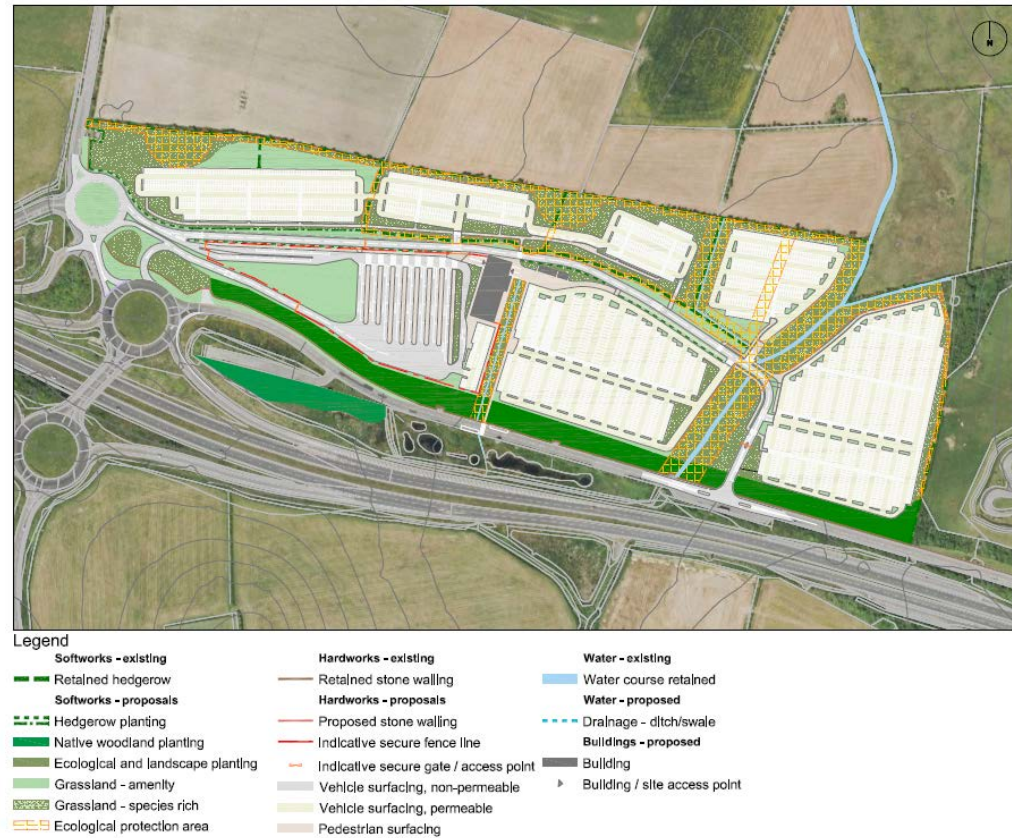 N
Legend
Softworks - existing
Retained hedgerow
Softworks - proposals
Hedgerow planting
Native woodland planting
Ecological and landscape planting
Grassland - amenity
Grassland - species rich
Ecological protection area
Hardworks - existing
Retained stone walling
Hardworks - proposals
Proposed stone walling
Indicative secure fence line
Indicative secure gate / access point
Vehicle surfacing, non-permeable
Vehicle surfacing, permeable
Pedestrian surfacing
Water - existing
Water course retained
Water - proposed
Drainage - ditch/swale
Buildings - proposed
Building
Building / site access point